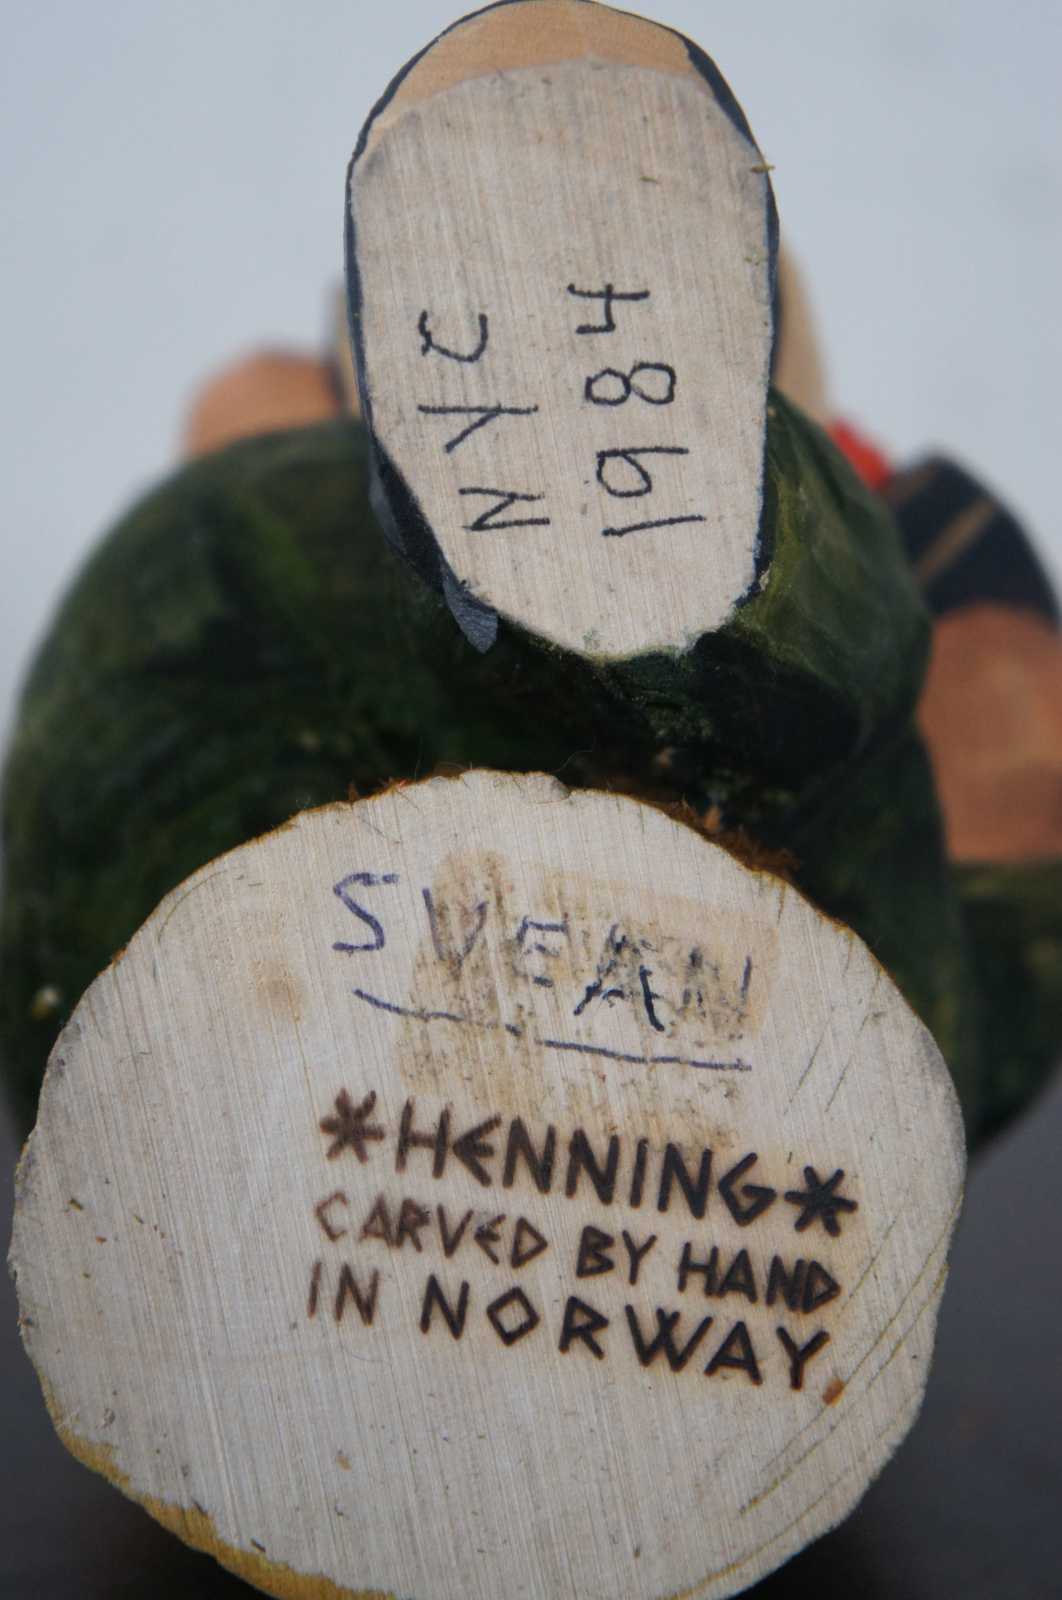 NYC
1984
SVEAN
*HENNING*
CARVED BY HAND
IN NORWAY